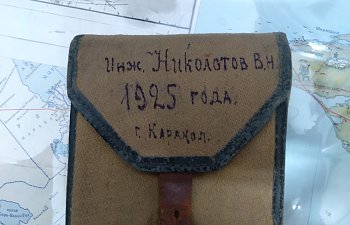 Инж. Николотов В.Н
1925 года.
г. Каракол.